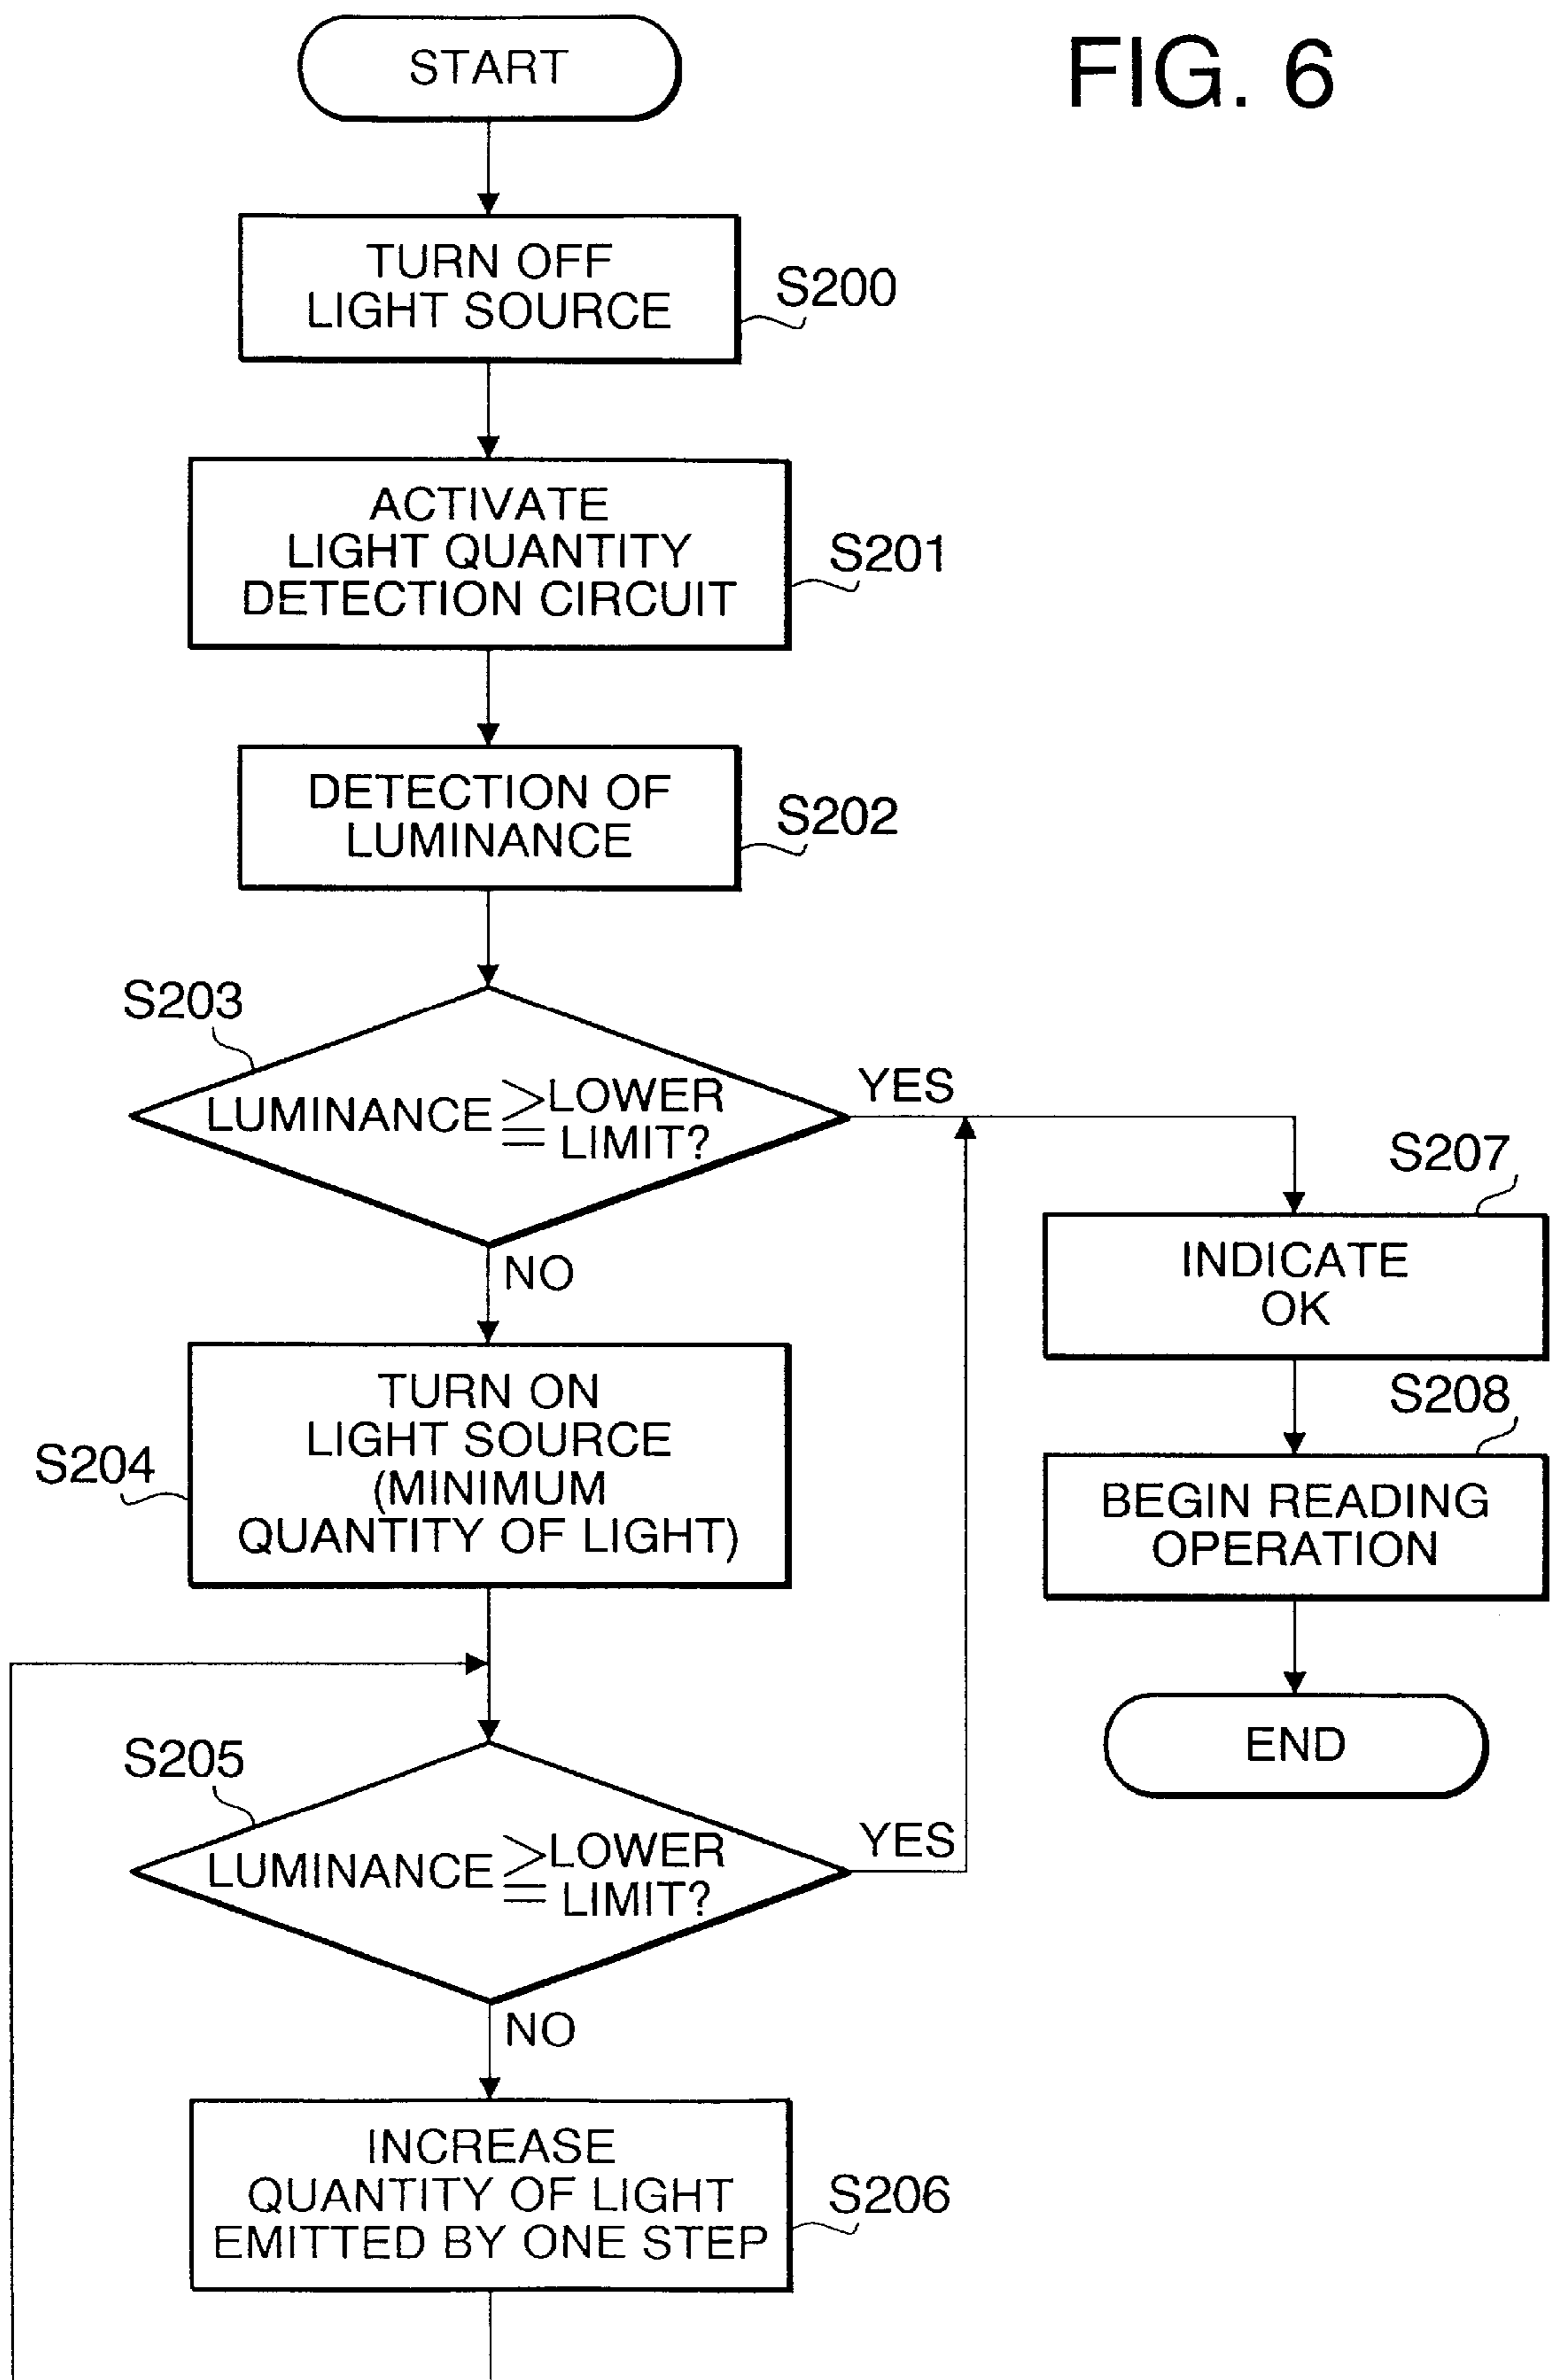 FIG. 6
START
TURN OFF
LIGHT SOURCE
S200
ACTIVATE
LIGHT QUANTITY
DETECTION CIRCUIT
S201
DETECTION OF
LUMINANCE
S202
S203
LUMINANCE ≧ LOWER
LIMIT?
YES
NO
TURN ON
LIGHT SOURCE
(MINIMUM
QUANTITY OF LIGHT)
S204
S205
LUMINANCE ≧ LOWER
LIMIT?
YES
NO
INCREASE
QUANTITY OF LIGHT
EMITTED BY ONE STEP
S206
S207
INDICATE
OK
S208
BEGIN READING
OPERATION
END